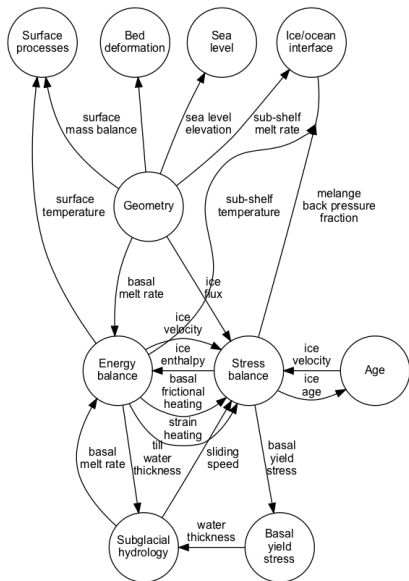 Surface
processes
Bed
deformation
Sea
level
Ice/ocean
interface
surface
mass balance
sea level
elevation
sub-shelf
melt rate
surface
temperature
Geometry
sub-shelf
temperature
melange
back pressure
fraction
basal
melt rate
ice
flux
ice
velocity
Energy
balance
ice
enthalpy
Stress
balance
ice
velocity
Age
basal
frictional
heating
ice
age
strain
heating
basal
melt rate
till
water
thickness
sliding
speed
basal
yield
stress
Subglacial
hydrology
water
thickness
Basal
yield
stress